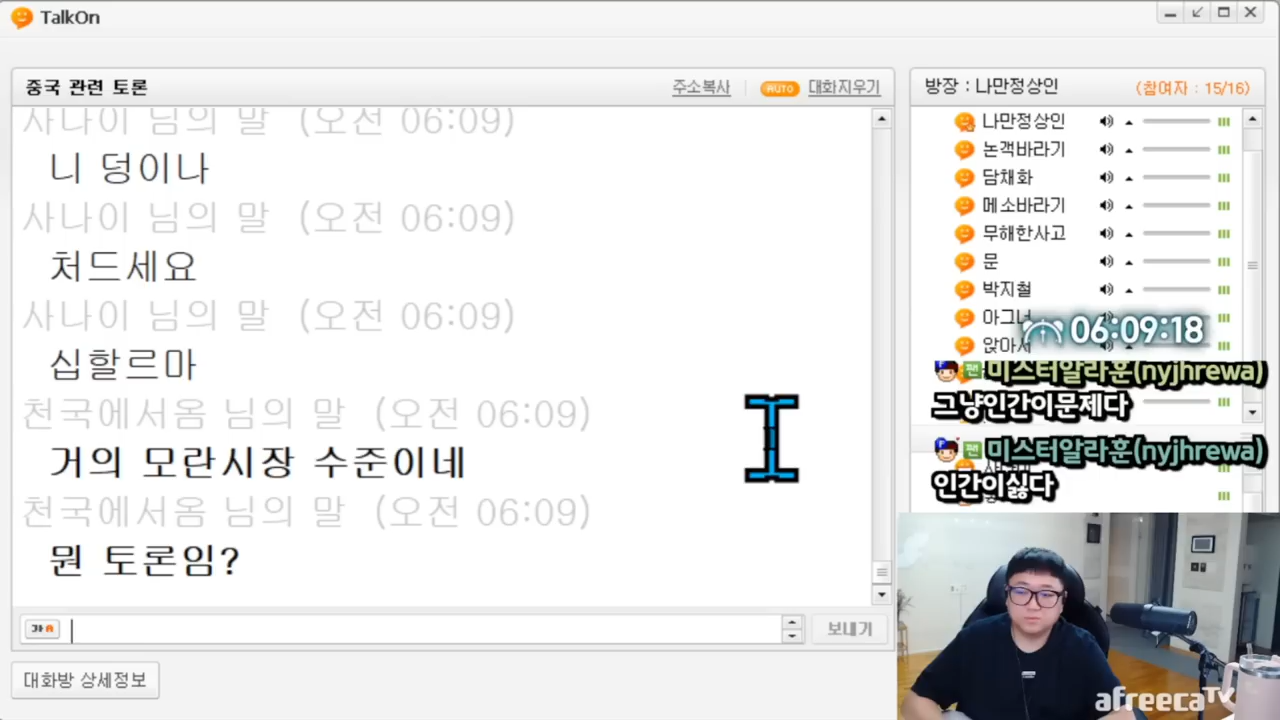 TalkOn
중국 관련 토론
주소복사
AUTO
대화지우기
사나이 님의 말 (오전 06:09)
니 덩이나
사나이 님의 말 (오전 06:09)
처드세요
사나이 님의 말 (오전 06:09)
십할르마
천국에서옴 님의 말 (오전 06:09)
거의 모란시장 수준이네
천국에서옴 님의 말 (오전 06:09)
뭔 토론임?
가
보내기
대화방 상세정보
방장 : 나만정상인
(참여자 : 15/16)
나만정상인
논객바라기
담채화
메소바라기
무해한사고
문
박지철
아그너
앉아서
06:09:18
F 팬 미스터알라훈(nyjhrewa)
그냥인간이문제다
F 팬 미스터알라훈(nyjhrewa)
인간이싫다
afreecaTV